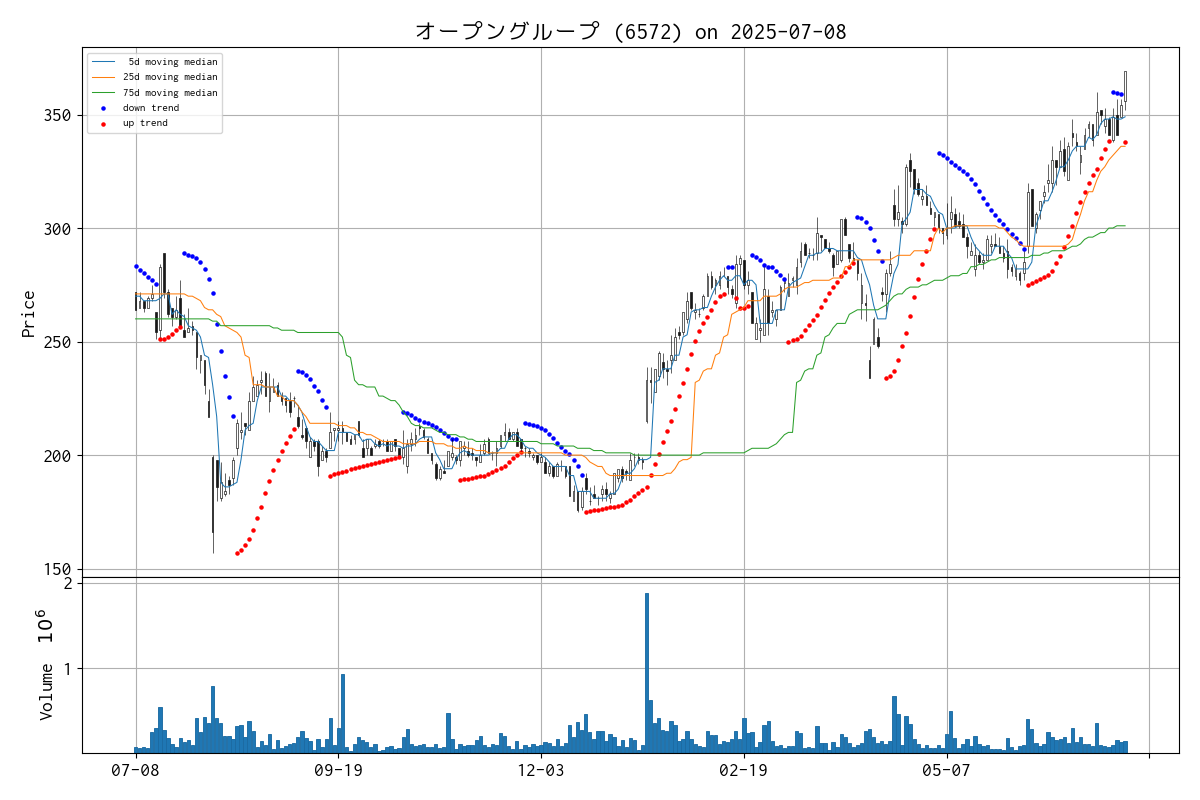 オープングループ (6572) on 2025-07-08
5d moving median
25d moving median
75d moving median
down trend
up trend
Price
350
300
250
200
150
Volume 10^6
2
1
07-08 09-19 12-03 02-19 05-07